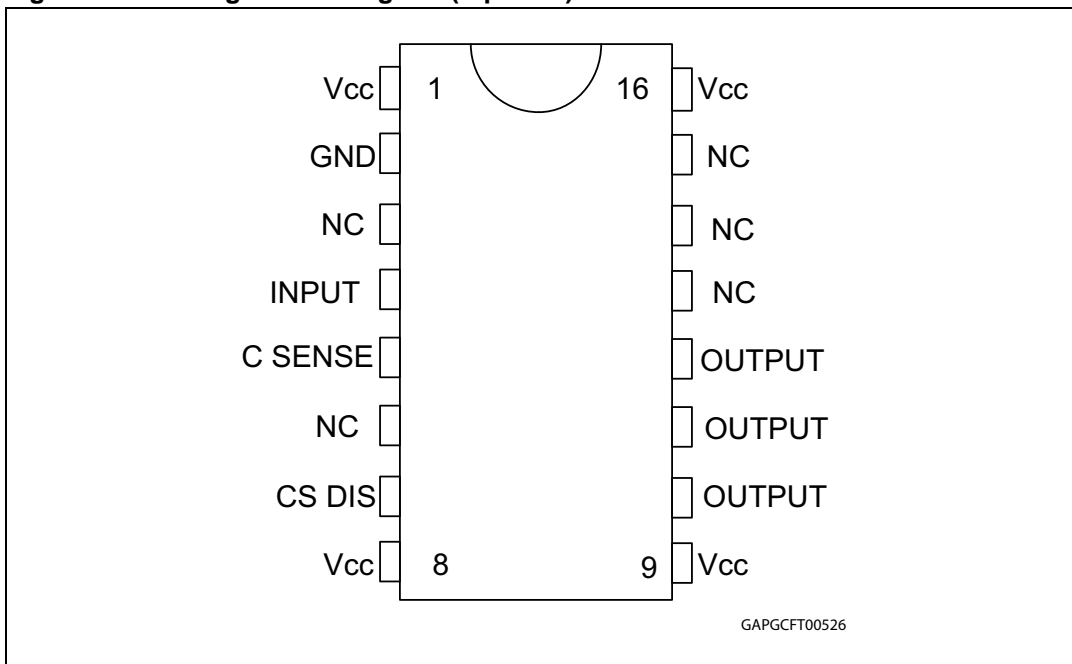 Vcc 1 16 Vcc
GND NC
NC NC
INPUT NC
C SENSE OUTPUT
NC OUTPUT
CS DIS OUTPUT
Vcc 8 9 Vcc
GAPGCFT00526